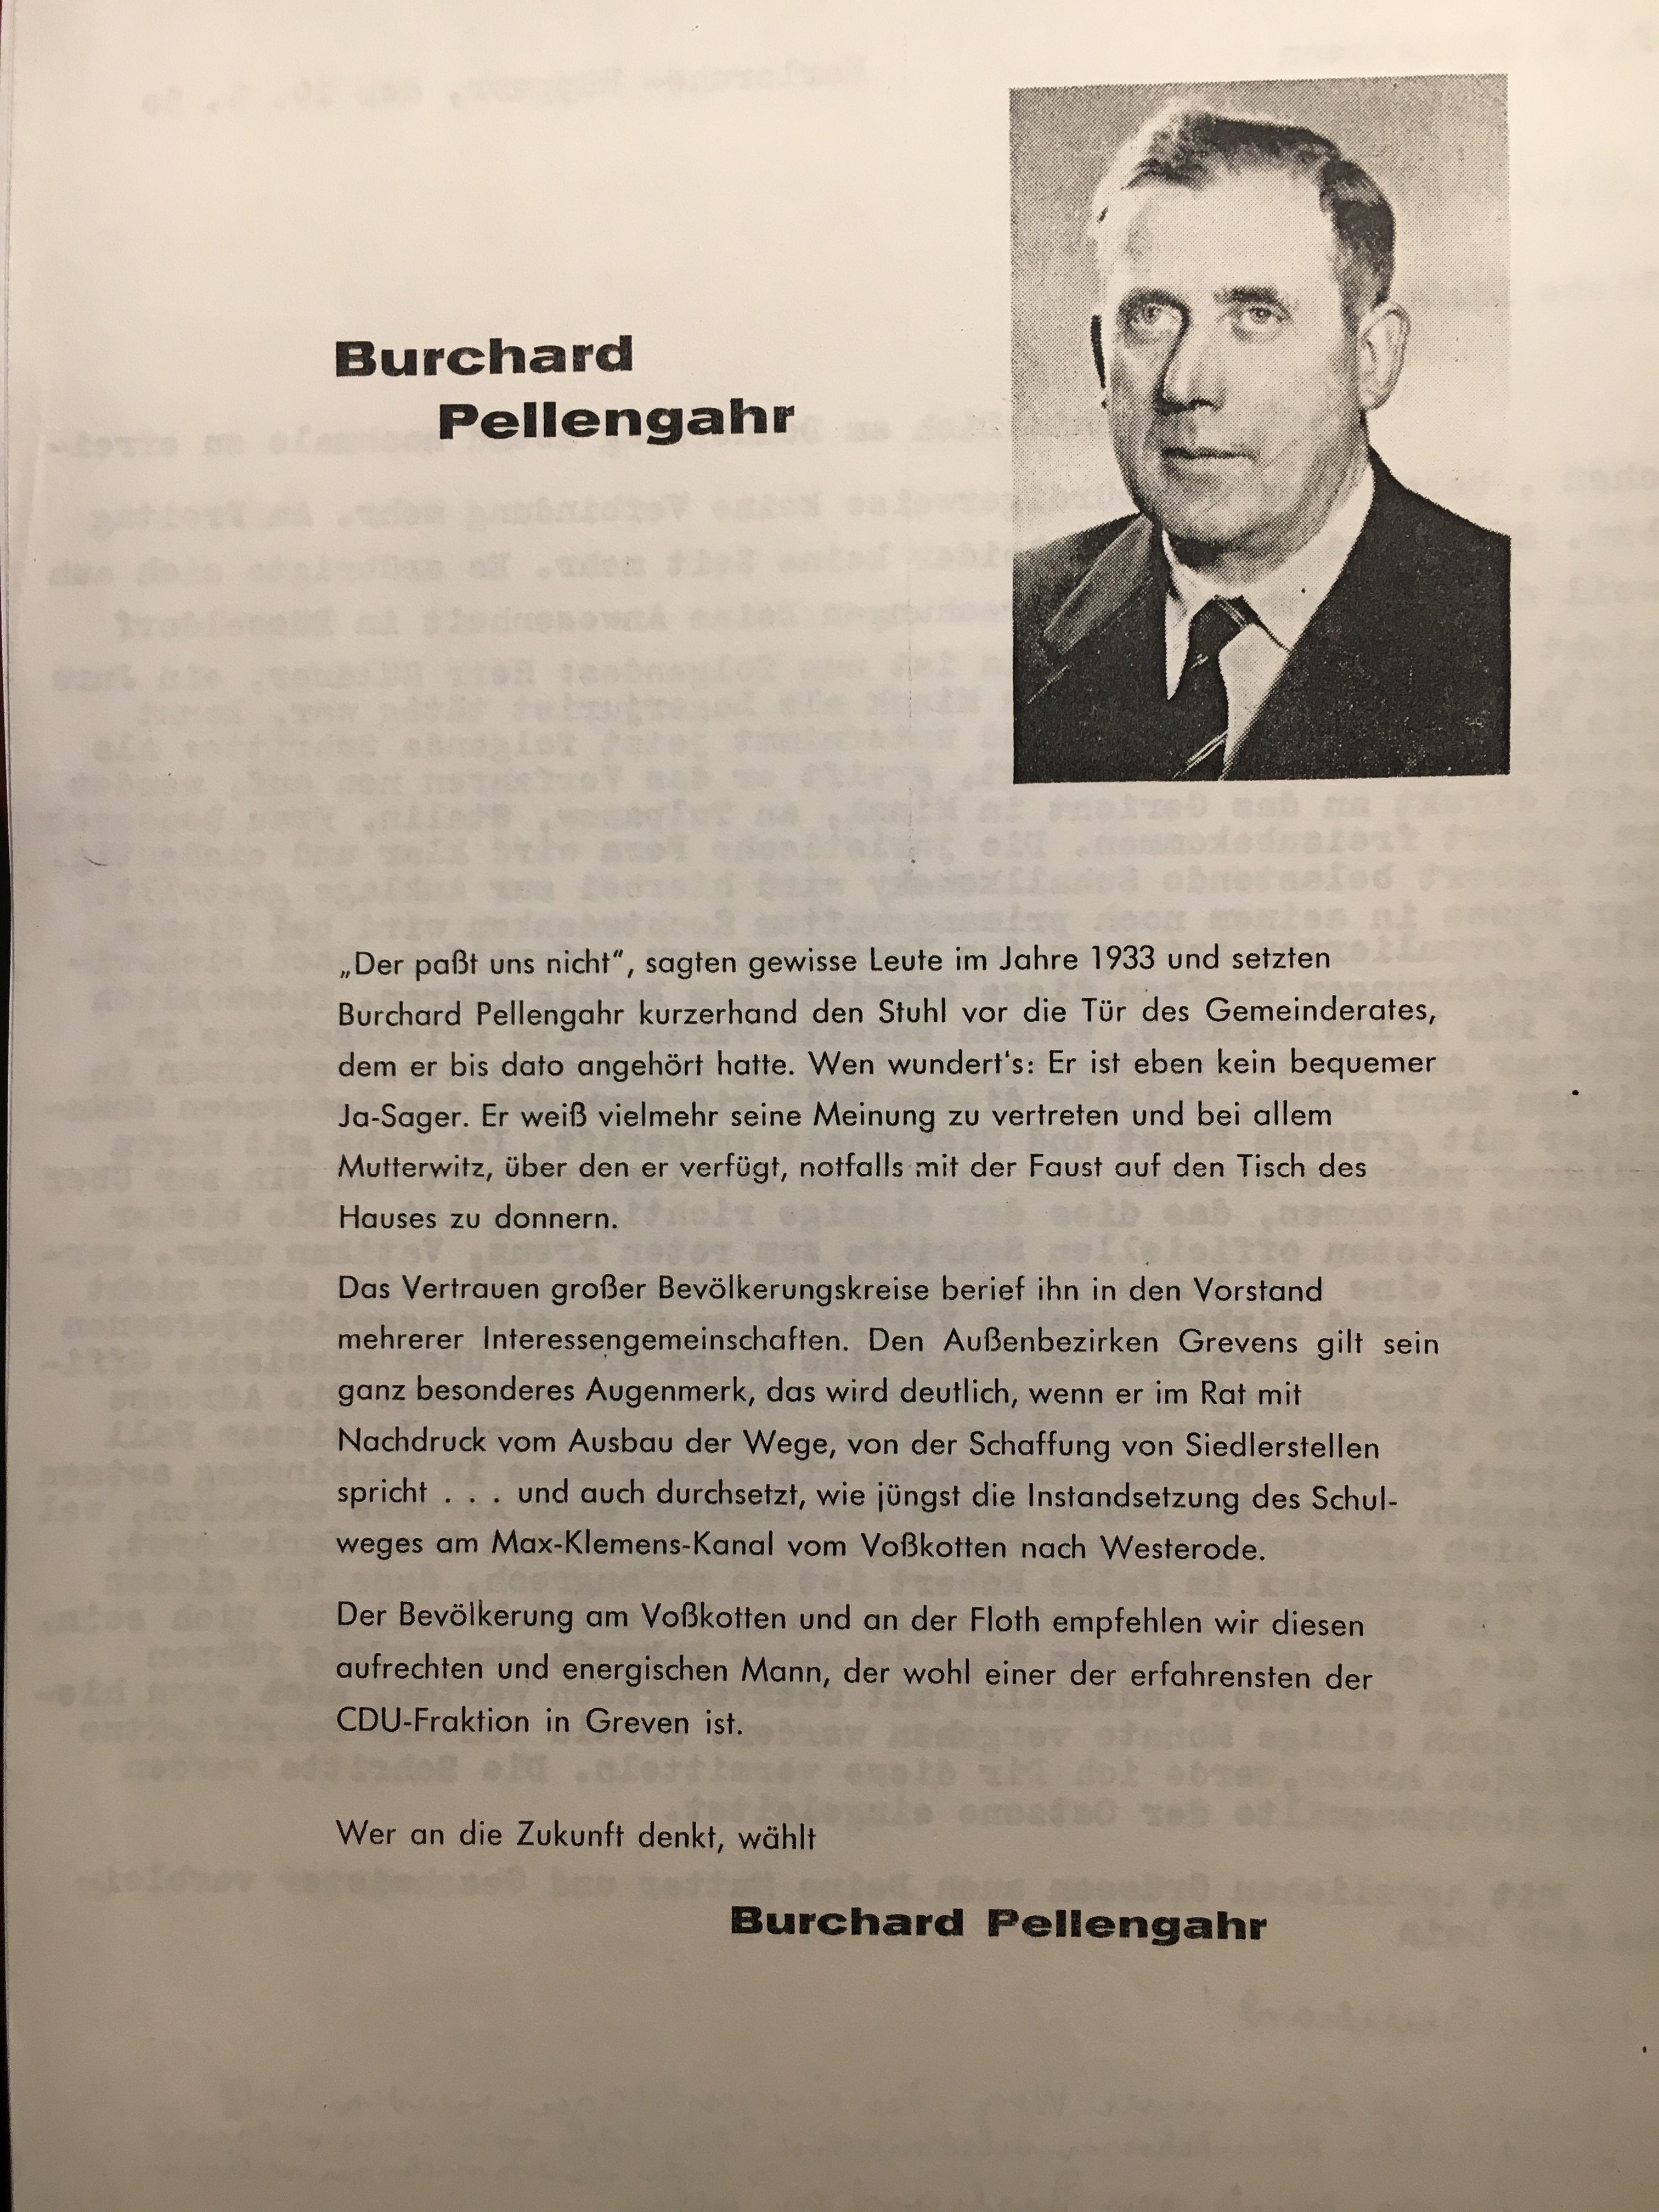 Burchard
Pellengahr
„Der paßt uns nicht“, sagten gewisse Leute im Jahre 1933 und setzten
Burchard Pellengahr kurzerhand den Stuhl vor die Tür des Gemeinderates,
dem er bis dato angehört hatte. Wen wundert's: Er ist eben kein bequemer
Ja-Sager. Er weiß vielmehr seine Meinung zu vertreten und bei allem
Mutterwitz, über den er verfügt, notfalls mit der Faust auf den Tisch des
Hauses zu donnern.
Das Vertrauen großer Bevölkerungskreise berief ihn in den Vorstand
mehrerer Interessengemeinschaften. Den Außenbezirken Grevens gilt sein
ganz besonderes Augenmerk, das wird deutlich, wenn er im Rat mit
Nachdruck vom Ausbau der Wege, von der Schaffung von Siedlerstellen
spricht . . . und auch durchsetzt, wie jüngst die Instandsetzung des Schul-
weges am Max-Klemens-Kanal vom Voßkotten nach Westerode.
Der Bevölkerung am Voßkotten und an der Floth empfehlen wir diesen
aufrechten und energischen Mann, der wohl einer der erfahrensten der
CDU-Fraktion in Greven ist.
Wer an die Zukunft denkt, wählt
Burchard Pellengahr